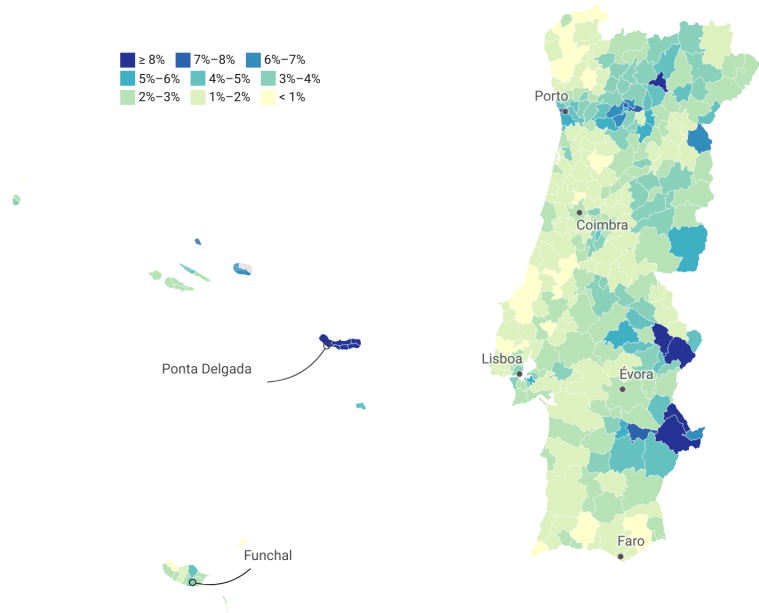 ≥ 8% 7%–8% 6%–7%
5%–6% 4%–5% 3%–4%
2%–3% 1%–2% < 1%
Porto
Coimbra
Lisboa
Ponta Delgada
Évora
Faro
Funchal